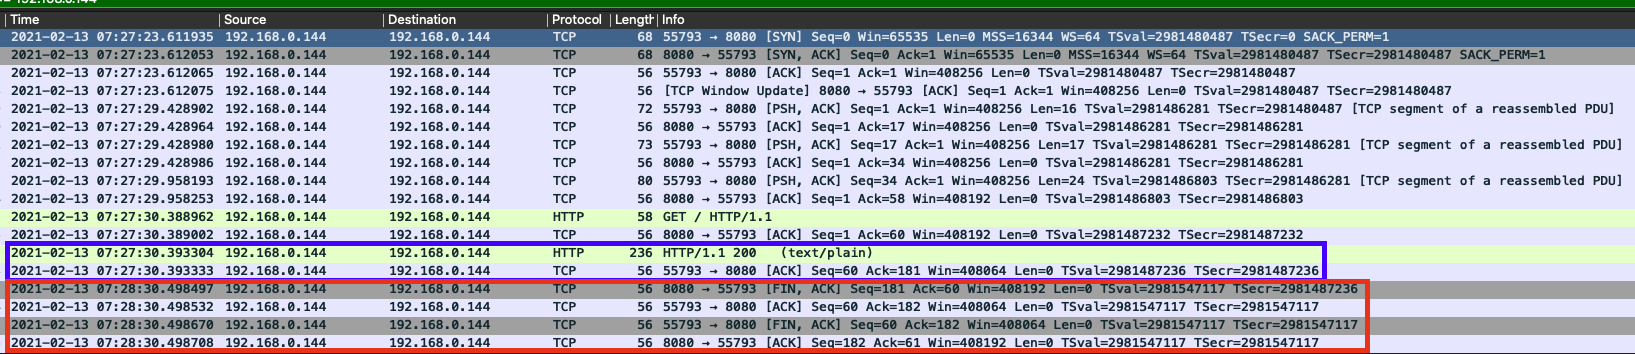 Time Source Destination Protocol Length Info
2021-02-13 07:27:23.611935 192.168.0.144 192.168.0.144 TCP 68 55793 → 8080 [SYN] Seq=0 Win=65535 Len=0 MSS=16344 WS=64 TSval=2981480487 TSecr=0 SACK_PERM=1
2021-02-13 07:27:23.612053 192.168.0.144 192.168.0.144 TCP 68 8080 → 55793 [SYN, ACK] Seq=0 Ack=1 Win=65535 Len=0 MSS=16344 WS=64 TSval=2981480487 TSecr=2981480487 SACK_PERM=1
2021-02-13 07:27:23.612065 192.168.0.144 192.168.0.144 TCP 56 55793 → 8080 [ACK] Seq=1 Ack=1 Win=408256 Len=0 TSval=2981480487 TSecr=2981480487
2021-02-13 07:27:23.612075 192.168.0.144 192.168.0.144 TCP 56 [TCP Window Update] 8080 → 55793 [ACK] Seq=1 Ack=1 Win=408256 Len=0 TSval=2981480487 TSecr=2981480487
2021-02-13 07:27:29.428902 192.168.0.144 192.168.0.144 TCP 72 55793 → 8080 [PSH, ACK] Seq=1 Ack=1 Win=408256 Len=16 TSval=2981486281 TSecr=2981480487 [TCP segment of a reassembled PDU]
2021-02-13 07:27:29.428964 192.168.0.144 192.168.0.144 TCP 56 8080 → 55793 [ACK] Seq=1 Ack=17 Win=408256 Len=0 TSval=2981486281 TSecr=2981486281
2021-02-13 07:27:29.428980 192.168.0.144 192.168.0.144 TCP 73 55793 → 8080 [PSH, ACK] Seq=17 Ack=1 Win=408256 Len=17 TSval=2981486281 TSecr=2981486281 [TCP segment of a reassembled PDU]
2021-02-13 07:27:29.428986 192.168.0.144 192.168.0.144 TCP 56 8080 → 55793 [ACK] Seq=1 Ack=34 Win=408256 Len=0 TSval=2981486281 TSecr=2981486281
2021-02-13 07:27:29.958193 192.168.0.144 192.168.0.144 TCP 80 55793 → 8080 [PSH, ACK] Seq=34 Ack=1 Win=408256 Len=24 TSval=2981486803 TSecr=2981486281 [TCP segment of a reassembled PDU]
2021-02-13 07:27:29.958253 192.168.0.144 192.168.0.144 TCP 56 8080 → 55793 [ACK] Seq=1 Ack=58 Win=408192 Len=0 TSval=2981486803 TSecr=2981486803
2021-02-13 07:27:30.388962 192.168.0.144 192.168.0.144 HTTP 58 GET / HTTP/1.1
2021-02-13 07:27:30.389002 192.168.0.144 192.168.0.144 TCP 56 8080 → 55793 [ACK] Seq=1 Ack=60 Win=408192 Len=0 TSval=2981487232 TSecr=2981487232
2021-02-13 07:27:30.393304 192.168.0.144 192.168.0.144 HTTP 236 HTTP/1.1 200 (text/plain)
2021-02-13 07:27:30.393333 192.168.0.144 192.168.0.144 TCP 56 55793 → 8080 [ACK] Seq=60 Ack=181 Win=408064 Len=0 TSval=2981487236 TSecr=2981487236
2021-02-13 07:28:30.498497 192.168.0.144 192.168.0.144 TCP 56 8080 → 55793 [FIN, ACK] Seq=181 Ack=60 Win=408192 Len=0 TSval=2981547117 TSecr=2981487236
2021-02-13 07:28:30.498532 192.168.0.144 192.168.0.144 TCP 56 55793 → 8080 [ACK] Seq=60 Ack=182 Win=408064 Len=0 TSval=2981547117 TSecr=2981547117
2021-02-13 07:28:30.498670 192.168.0.144 192.168.0.144 TCP 56 55793 → 8080 [FIN, ACK] Seq=60 Ack=182 Win=408064 Len=0 TSval=2981547117 TSecr=2981547117
2021-02-13 07:28:30.498708 192.168.0.144 192.168.0.144 TCP 56 8080 → 55793 [ACK] Seq=182 Ack=61 Win=408192 Len=0 TSval=2981547117 TSecr=2981547117